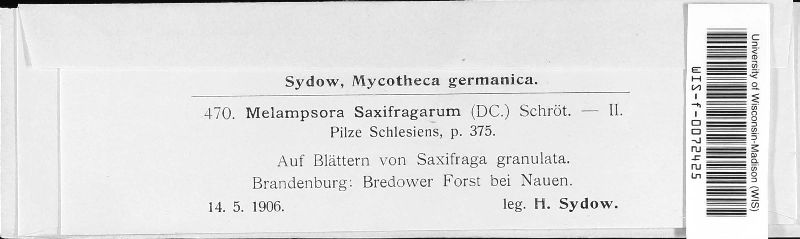 Sydow, Mycotheca germanica.
470. Melampsora Saxifragarum (DC.) Schröt. — II.
Pilze Schlesiens, p. 375.
Auf Blättern von Saxifraga granulata.
Brandenburg: Bredower Forst bei Nauen.
14. 5. 1906. leg. H. Sydow.
University of Wisconsin-Madison (WIS)
WIS-f-0072425